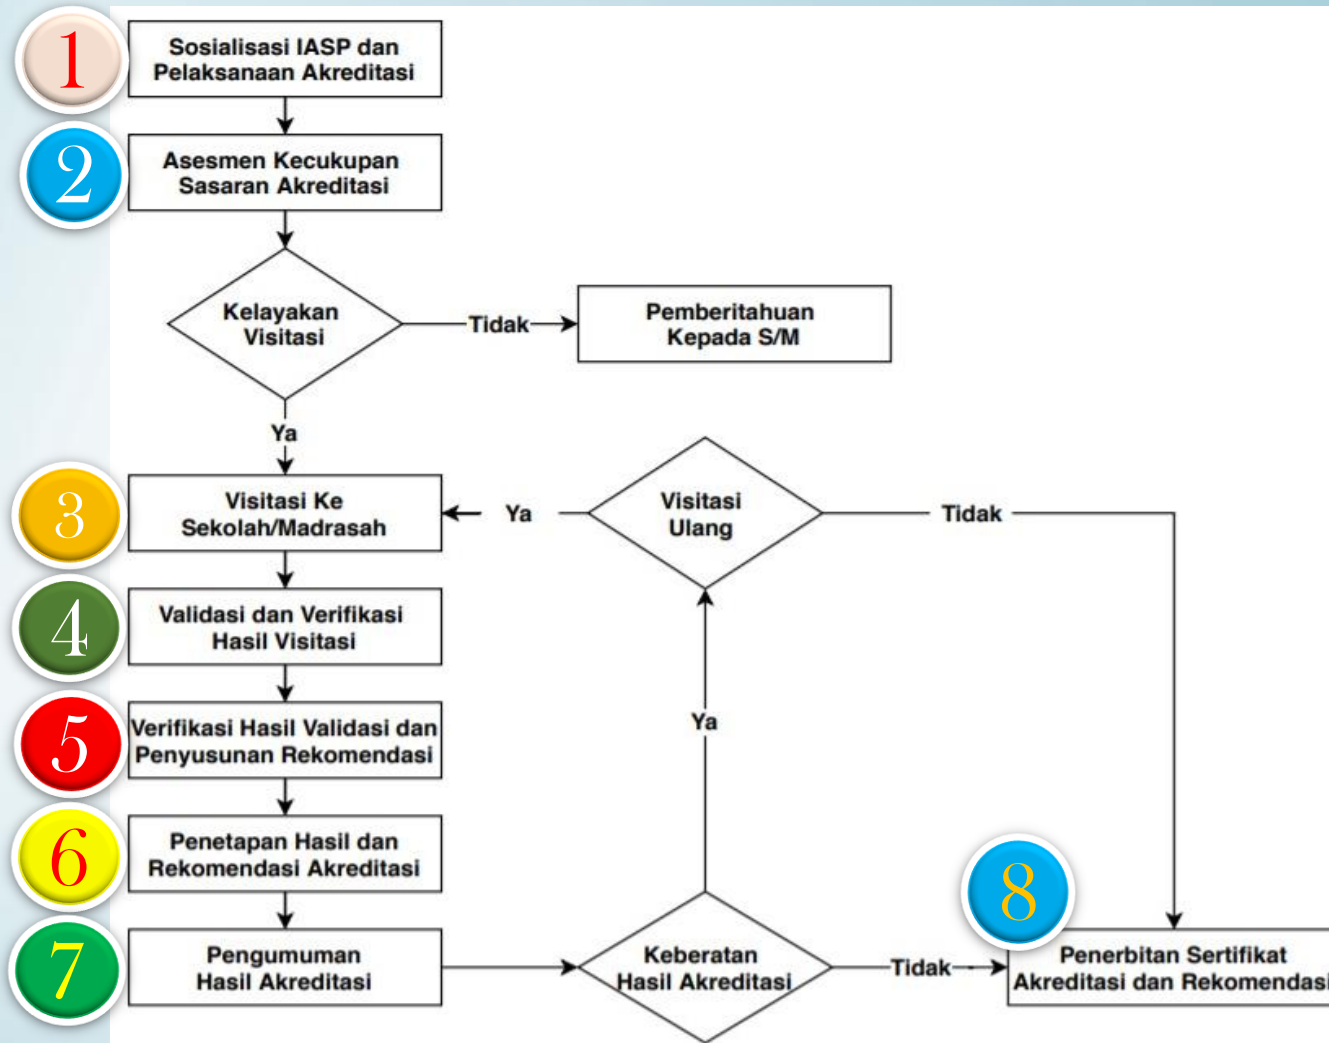 1
Sosialisasi IASP dan
Pelaksanaan Akreditasi
2
Asesmen Kecukupan
Sasaran Akreditasi
Kelayakan
Visitasi
Tidak
Pemberitahuan
Kepada S/M
Ya
3
Visitasi Ke
Sekolah/Madrasah
Ya
Visitasi
Ulang
Tidak
4
Validasi dan Verifikasi
Hasil Visitasi
5
Verifikasi Hasil Validasi dan
Penyusunan Rekomendasi
Ya
6
Penetapan Hasil dan
Rekomendasi Akreditasi
7
Pengumuman
Hasil Akreditasi
Keberatan
Hasil Akreditasi
Tidak
8
Penerbitan Sertifikat
Akreditasi dan Rekomendasi